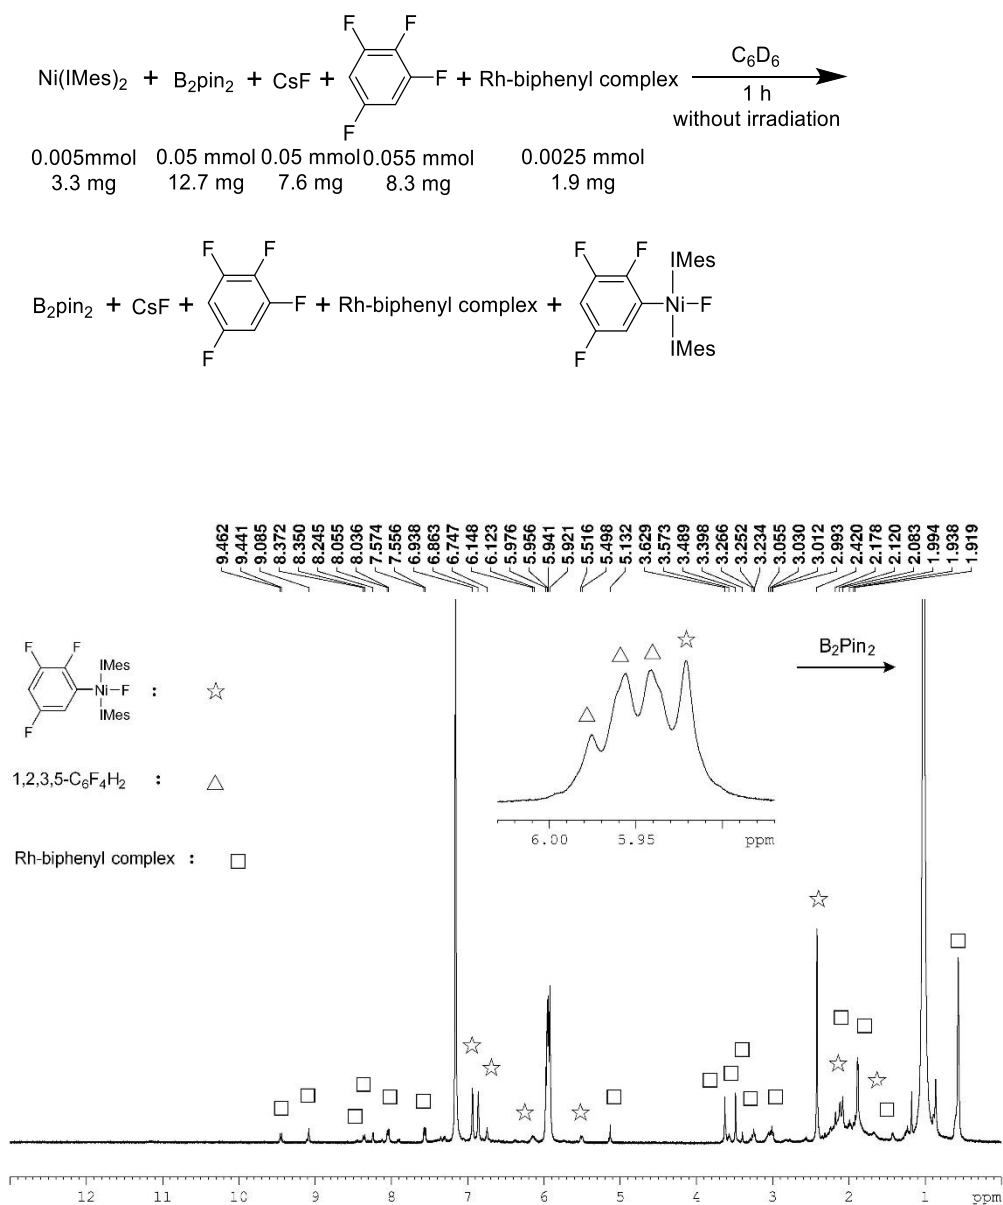 Ni(IMes)2 + B2pin2 + CsF + F F F F + Rh-biphenyl complex C6D6
1 h
without irradiation
0.005mmol 0.05 mmol 0.05 mmol 0.055 mmol 0.0025 mmol
3.3 mg 12.7 mg 7.6 mg 8.3 mg 1.9 mg
B2pin2 + CsF + F F F F + Rh-biphenyl complex + F F F IMes Ni F IMes
9.462 9.441 9.085 8.372 8.350 8.245 8.055 8.036 7.574 7.556 6.938 6.863 6.747 6.148 6.123 5.976 5.956 5.941 5.921 5.516 5.498 5.132 3.629 3.573 3.489 3.398 3.266 3.252 3.234 3.055 3.030 3.012 2.993 2.420 2.178 2.120 2.083 1.994 1.938 1.919
B2Pin2
F F F IMes Ni F IMes :
1,2,3,5-C6F4H2 :
Rh-biphenyl complex :
6.00 5.95 ppm
12 11 10 9 8 7 6 5 4 3 2 1 ppm